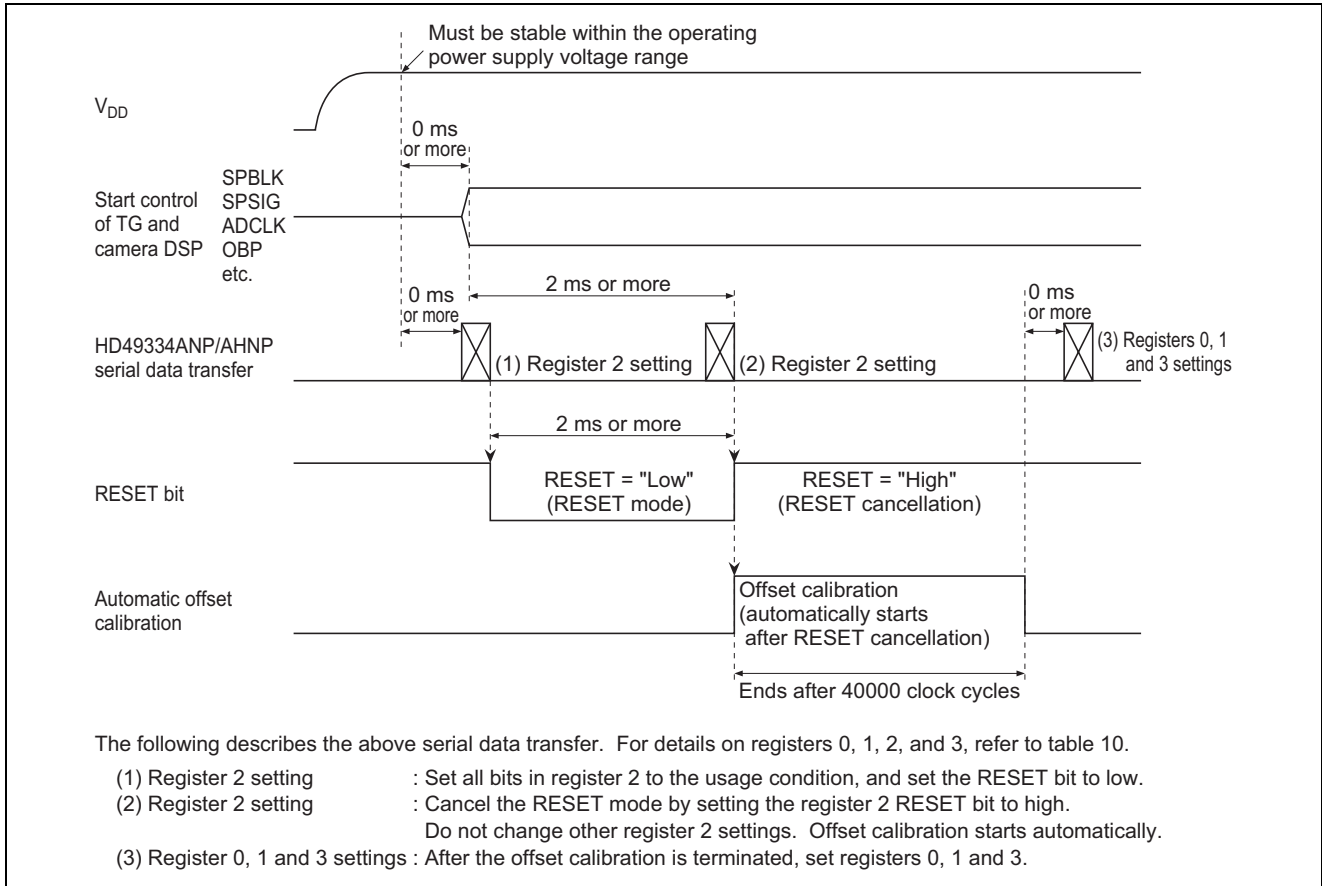 Must be stable within the operating
power supply voltage range
VDD
0 ms
or more
Start control
of TG and
camera DSP
SPBLK
SPSIG
ADCLK
OBP
etc.
2 ms or more
0 ms
or more
0 ms
or more
HD49334ANP/AHNP
serial data transfer
(1) Register 2 setting
(2) Register 2 setting
(3) Registers 0, 1
and 3 settings
2 ms or more
RESET bit
RESET = "Low"
(RESET mode)
RESET = "High"
(RESET cancellation)
Automatic offset
calibration
Offset calibration
(automatically starts
after RESET cancellation)
Ends after 40000 clock cycles
The following describes the above serial data transfer. For details on registers 0, 1, 2, and 3, refer to table 10.
(1) Register 2 setting : Set all bits in register 2 to the usage condition, and set the RESET bit to low.
(2) Register 2 setting : Cancel the RESET mode by setting the register 2 RESET bit to high.
Do not change other register 2 settings. Offset calibration starts automatically.
(3) Register 0, 1 and 3 settings : After the offset calibration is terminated, set registers 0, 1 and 3.